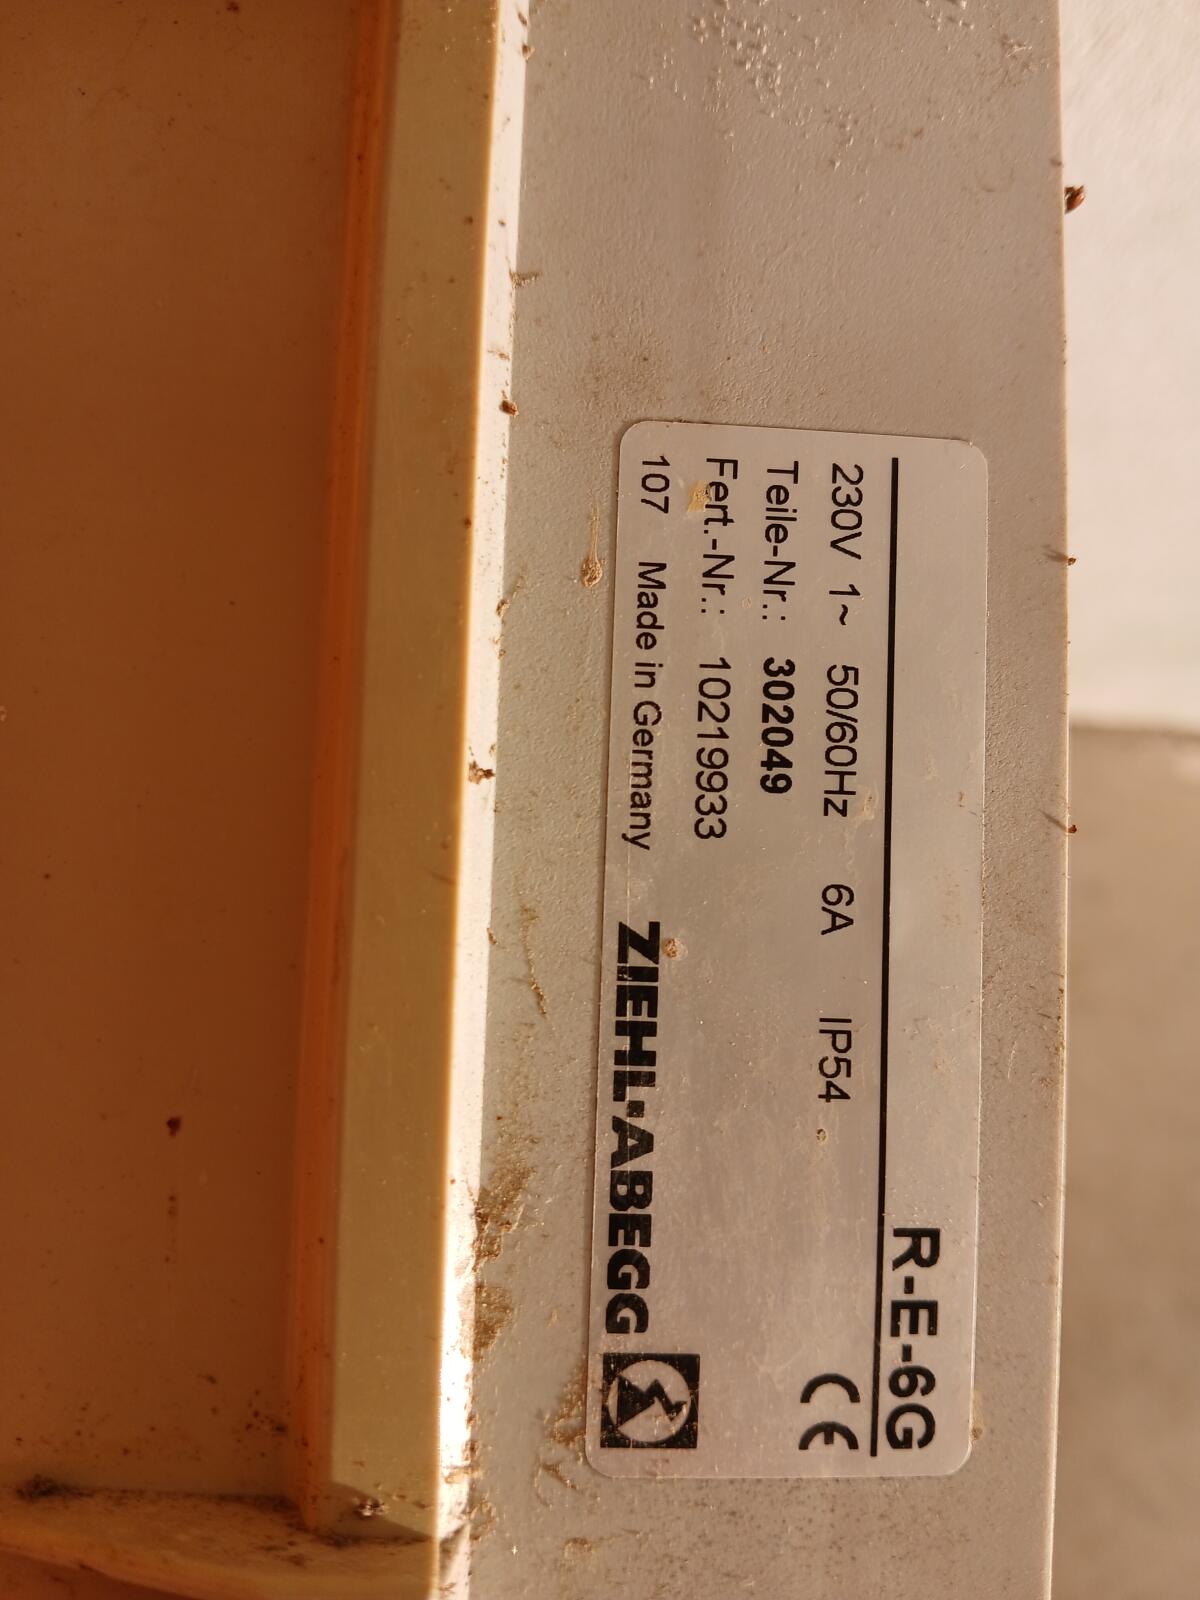 R-E-6G
230V 1~ 50/60Hz 6A IP54
CE
Teile-Nr.: 302049
Fert.-Nr.: 10219933
107 Made in Germany ZIEHL-ABEGG